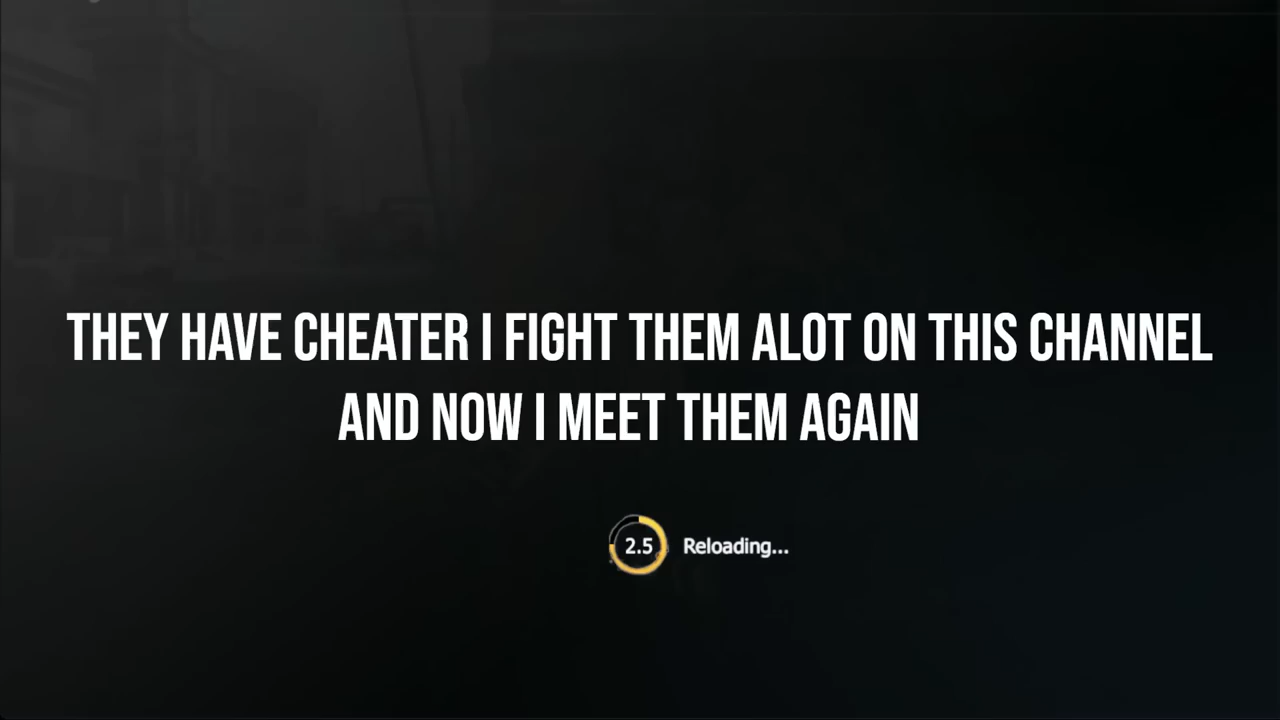 THEY HAVE CHEATER I FIGHT THEM ALOT ON THIS CHANNEL
AND NOW I MEET THEM AGAIN
2.5 Reloading...